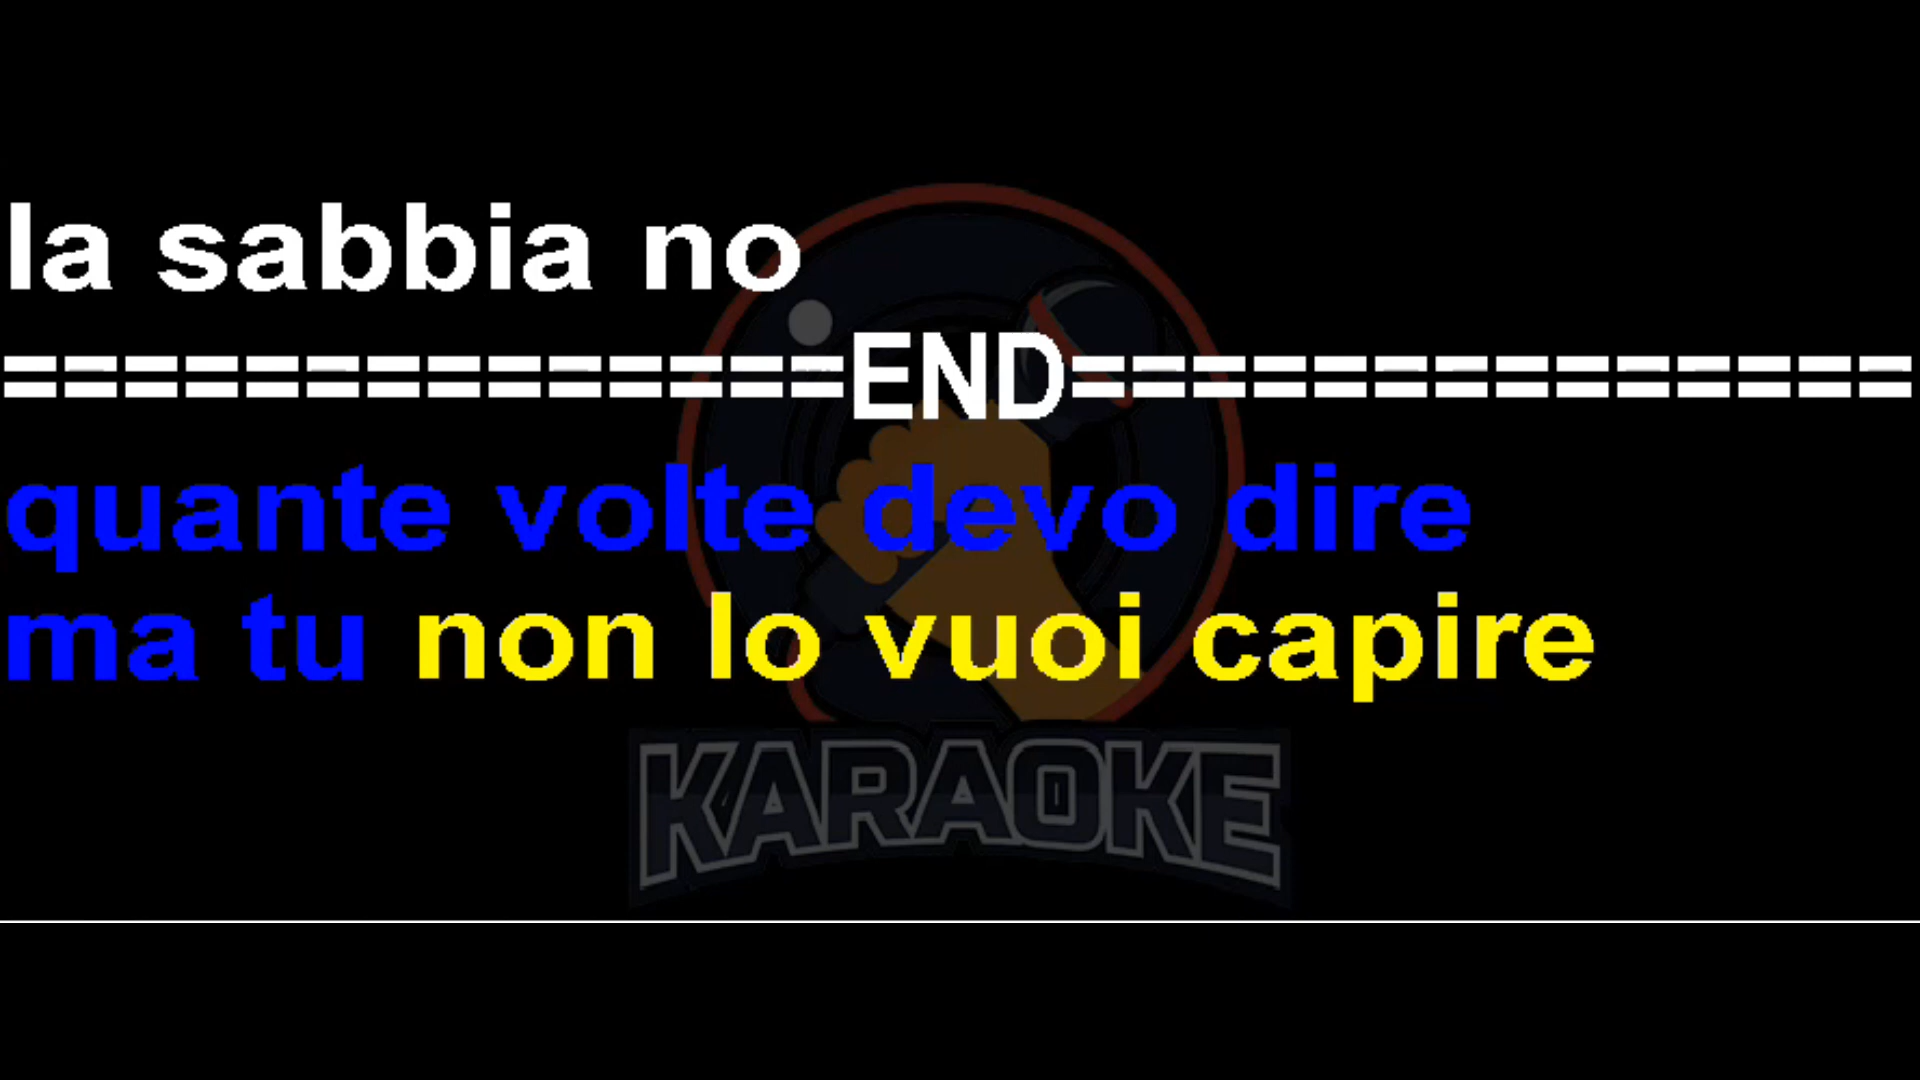 la sabbia no
==============END==============
quante volte devo dire
ma tu non lo vuoi capire
KARAOKE